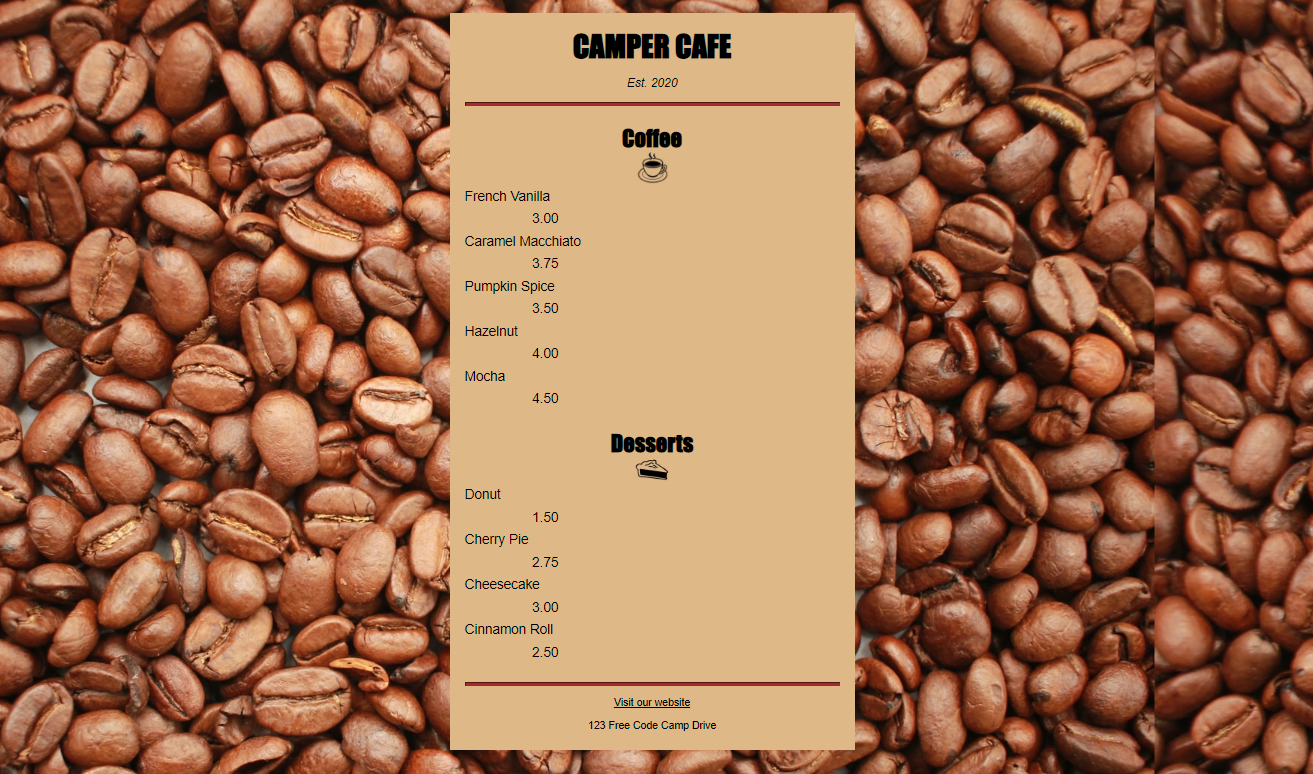 CAMPER CAFE
Est. 2020
Coffee
French Vanilla
3.00
Caramel Macchiato
3.75
Pumpkin Spice
3.50
Hazelnut
4.00
Mocha
4.50
Desserts
Donut
1.50
Cherry Pie
2.75
Cheesecake
3.00
Cinnamon Roll
2.50
Visit our website
123 Free Code Camp Drive